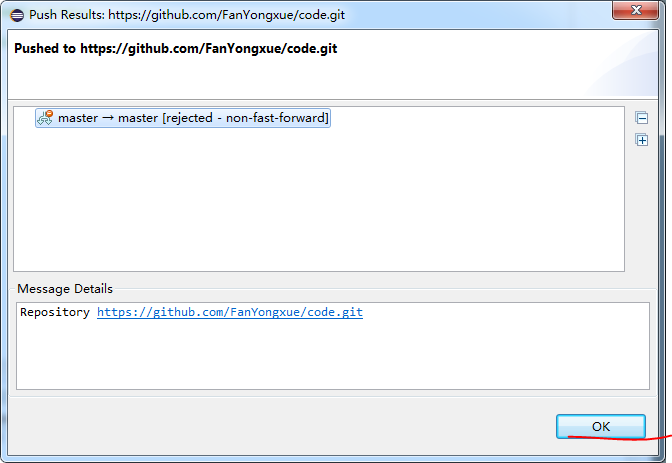 Push Results: https://github.com/FanYongxue/code.git
Pushed to https://github.com/FanYongxue/code.git
master → master [rejected - non-fast-forward]
Message Details
Repository https://github.com/FanYongxue/code.git
OK